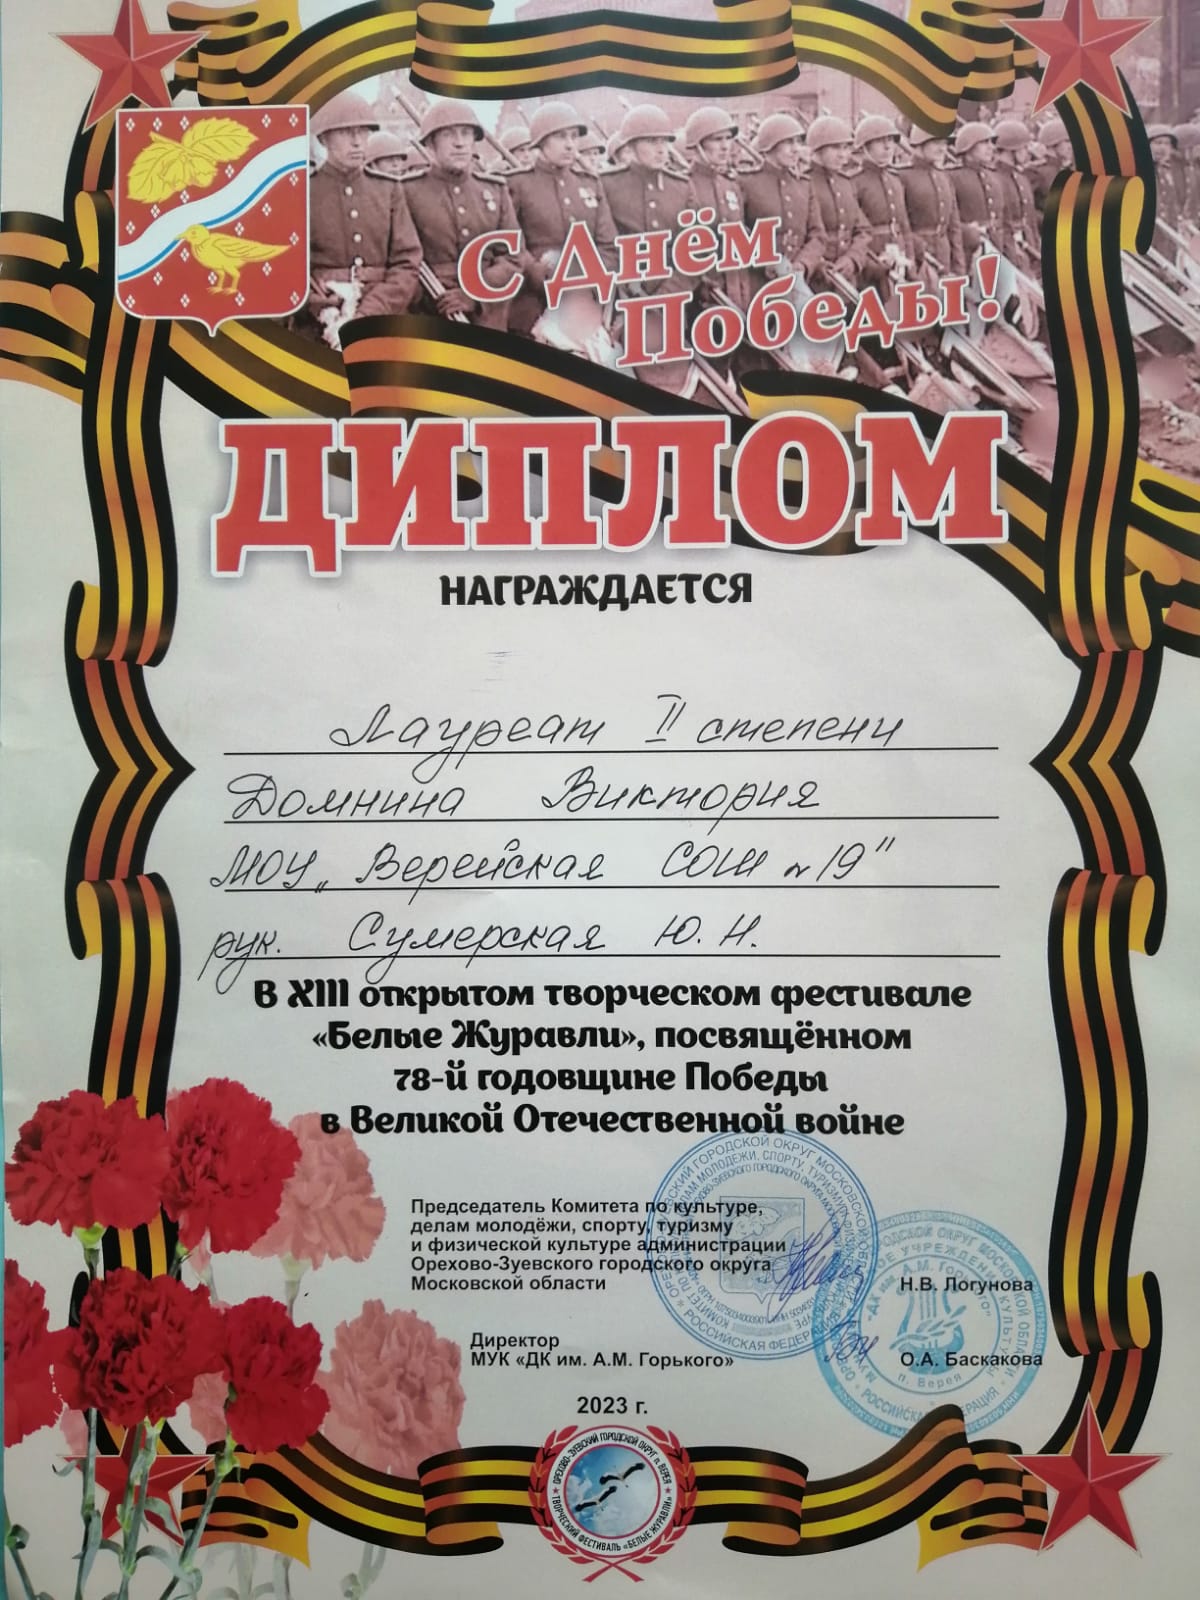 С Днём
Победы!
ДИПЛОМ
НАГРАЖДАЕТСЯ
Лауреат II степени
Домнина Виктория
МОУ „Верейская СОШ №19"
рук. Сумерская Ю. Н.
В XIII открытом творческом фестивале
«Белые Журавли», посвящённом
78-й годовщине Победы
в Великой Отечественной войне
Председатель Комитета по культуре,
делам молодёжи, спорту, туризму
и физической культуре администрации
Орехово-Зуевского городского округа
Московской области
Н.В. Логунова
Директор
МУК «ДК им. А.М. Горького»
О.А. Баскакова
п. Верея
РОССИЙСКАЯ ФЕДЕРАЦИЯ
2023 г.
ОРЕХОВО-ЗУЕВСКИЙ ГОРОДСКОЙ ОКРУГ п. ВЕРЕЯ
ТВОРЧЕСКИЙ ФЕСТИВАЛЬ «БЕЛЫЕ ЖУРАВЛИ»